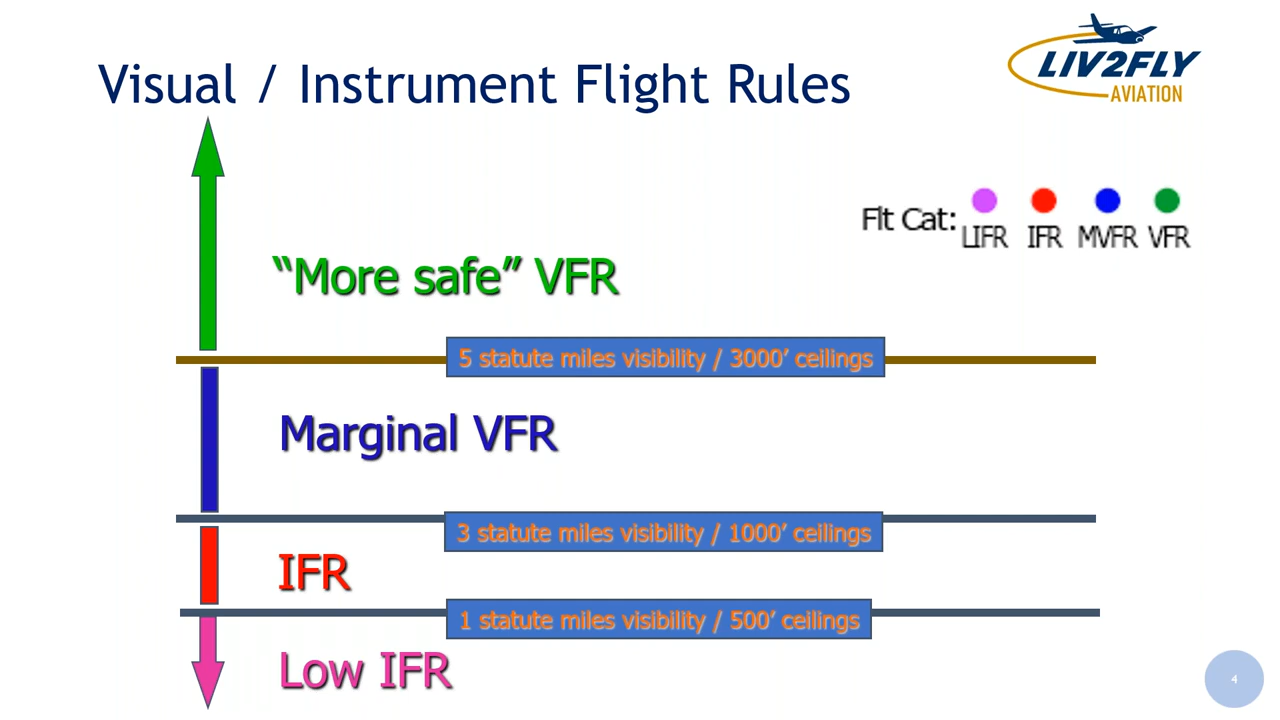 Visual / Instrument Flight Rules
LIV2FLY
AVIATION
Flt Cat:
LIFR IFR MVFR VFR
“More safe” VFR
5 statute miles visibility / 3000’ ceilings
Marginal VFR
3 statute miles visibility / 1000’ ceilings
IFR
1 statute miles visibility / 500’ ceilings
Low IFR
4